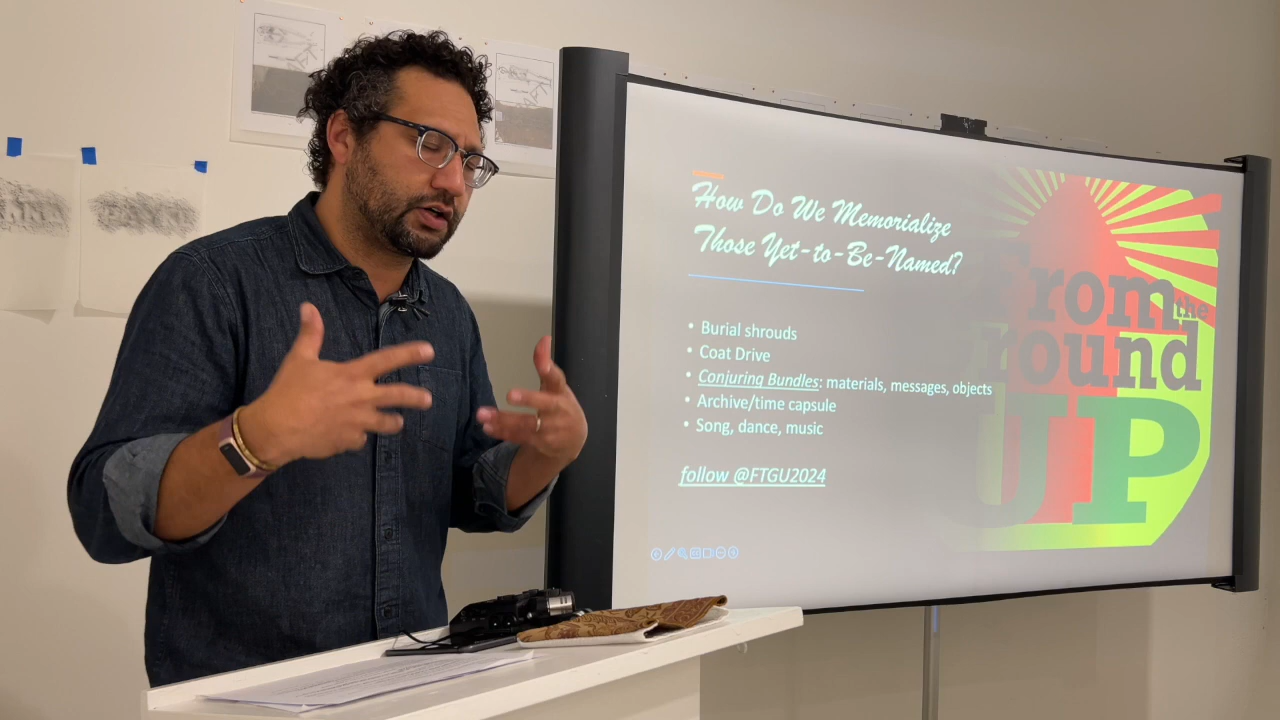 How Do We Memorialize
Those Yet-to-Be-Named?
• Burial shrouds
• Coat Drive
• Conjuring Bundles: materials, messages, objects
• Archive/time capsule
• Song, dance, music
follow @FTGU2024
From
the
Ground
UP